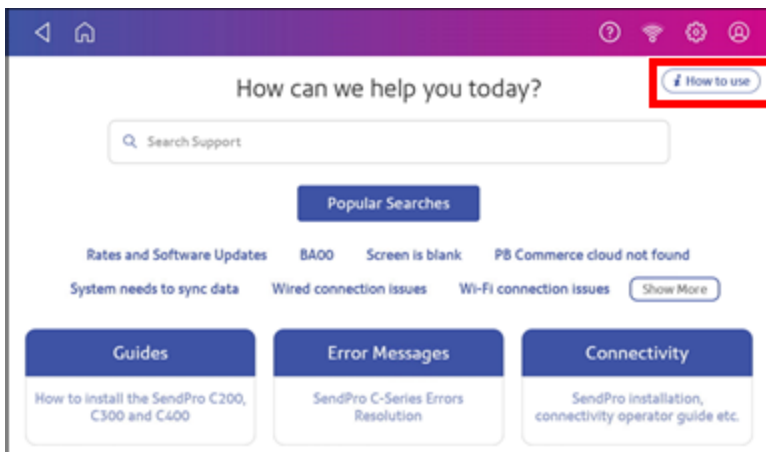 How can we help you today?
i How to use
Search Support
Popular Searches
Rates and Software Updates BA00 Screen is blank PB Commerce cloud not found
System needs to sync data Wired connection issues Wi-Fi connection issues Show More
Guides
How to install the SendPro C200,
C300 and C400
Error Messages
SendPro C-Series Errors
Resolution
Connectivity
SendPro installation,
connectivity operator guide etc.